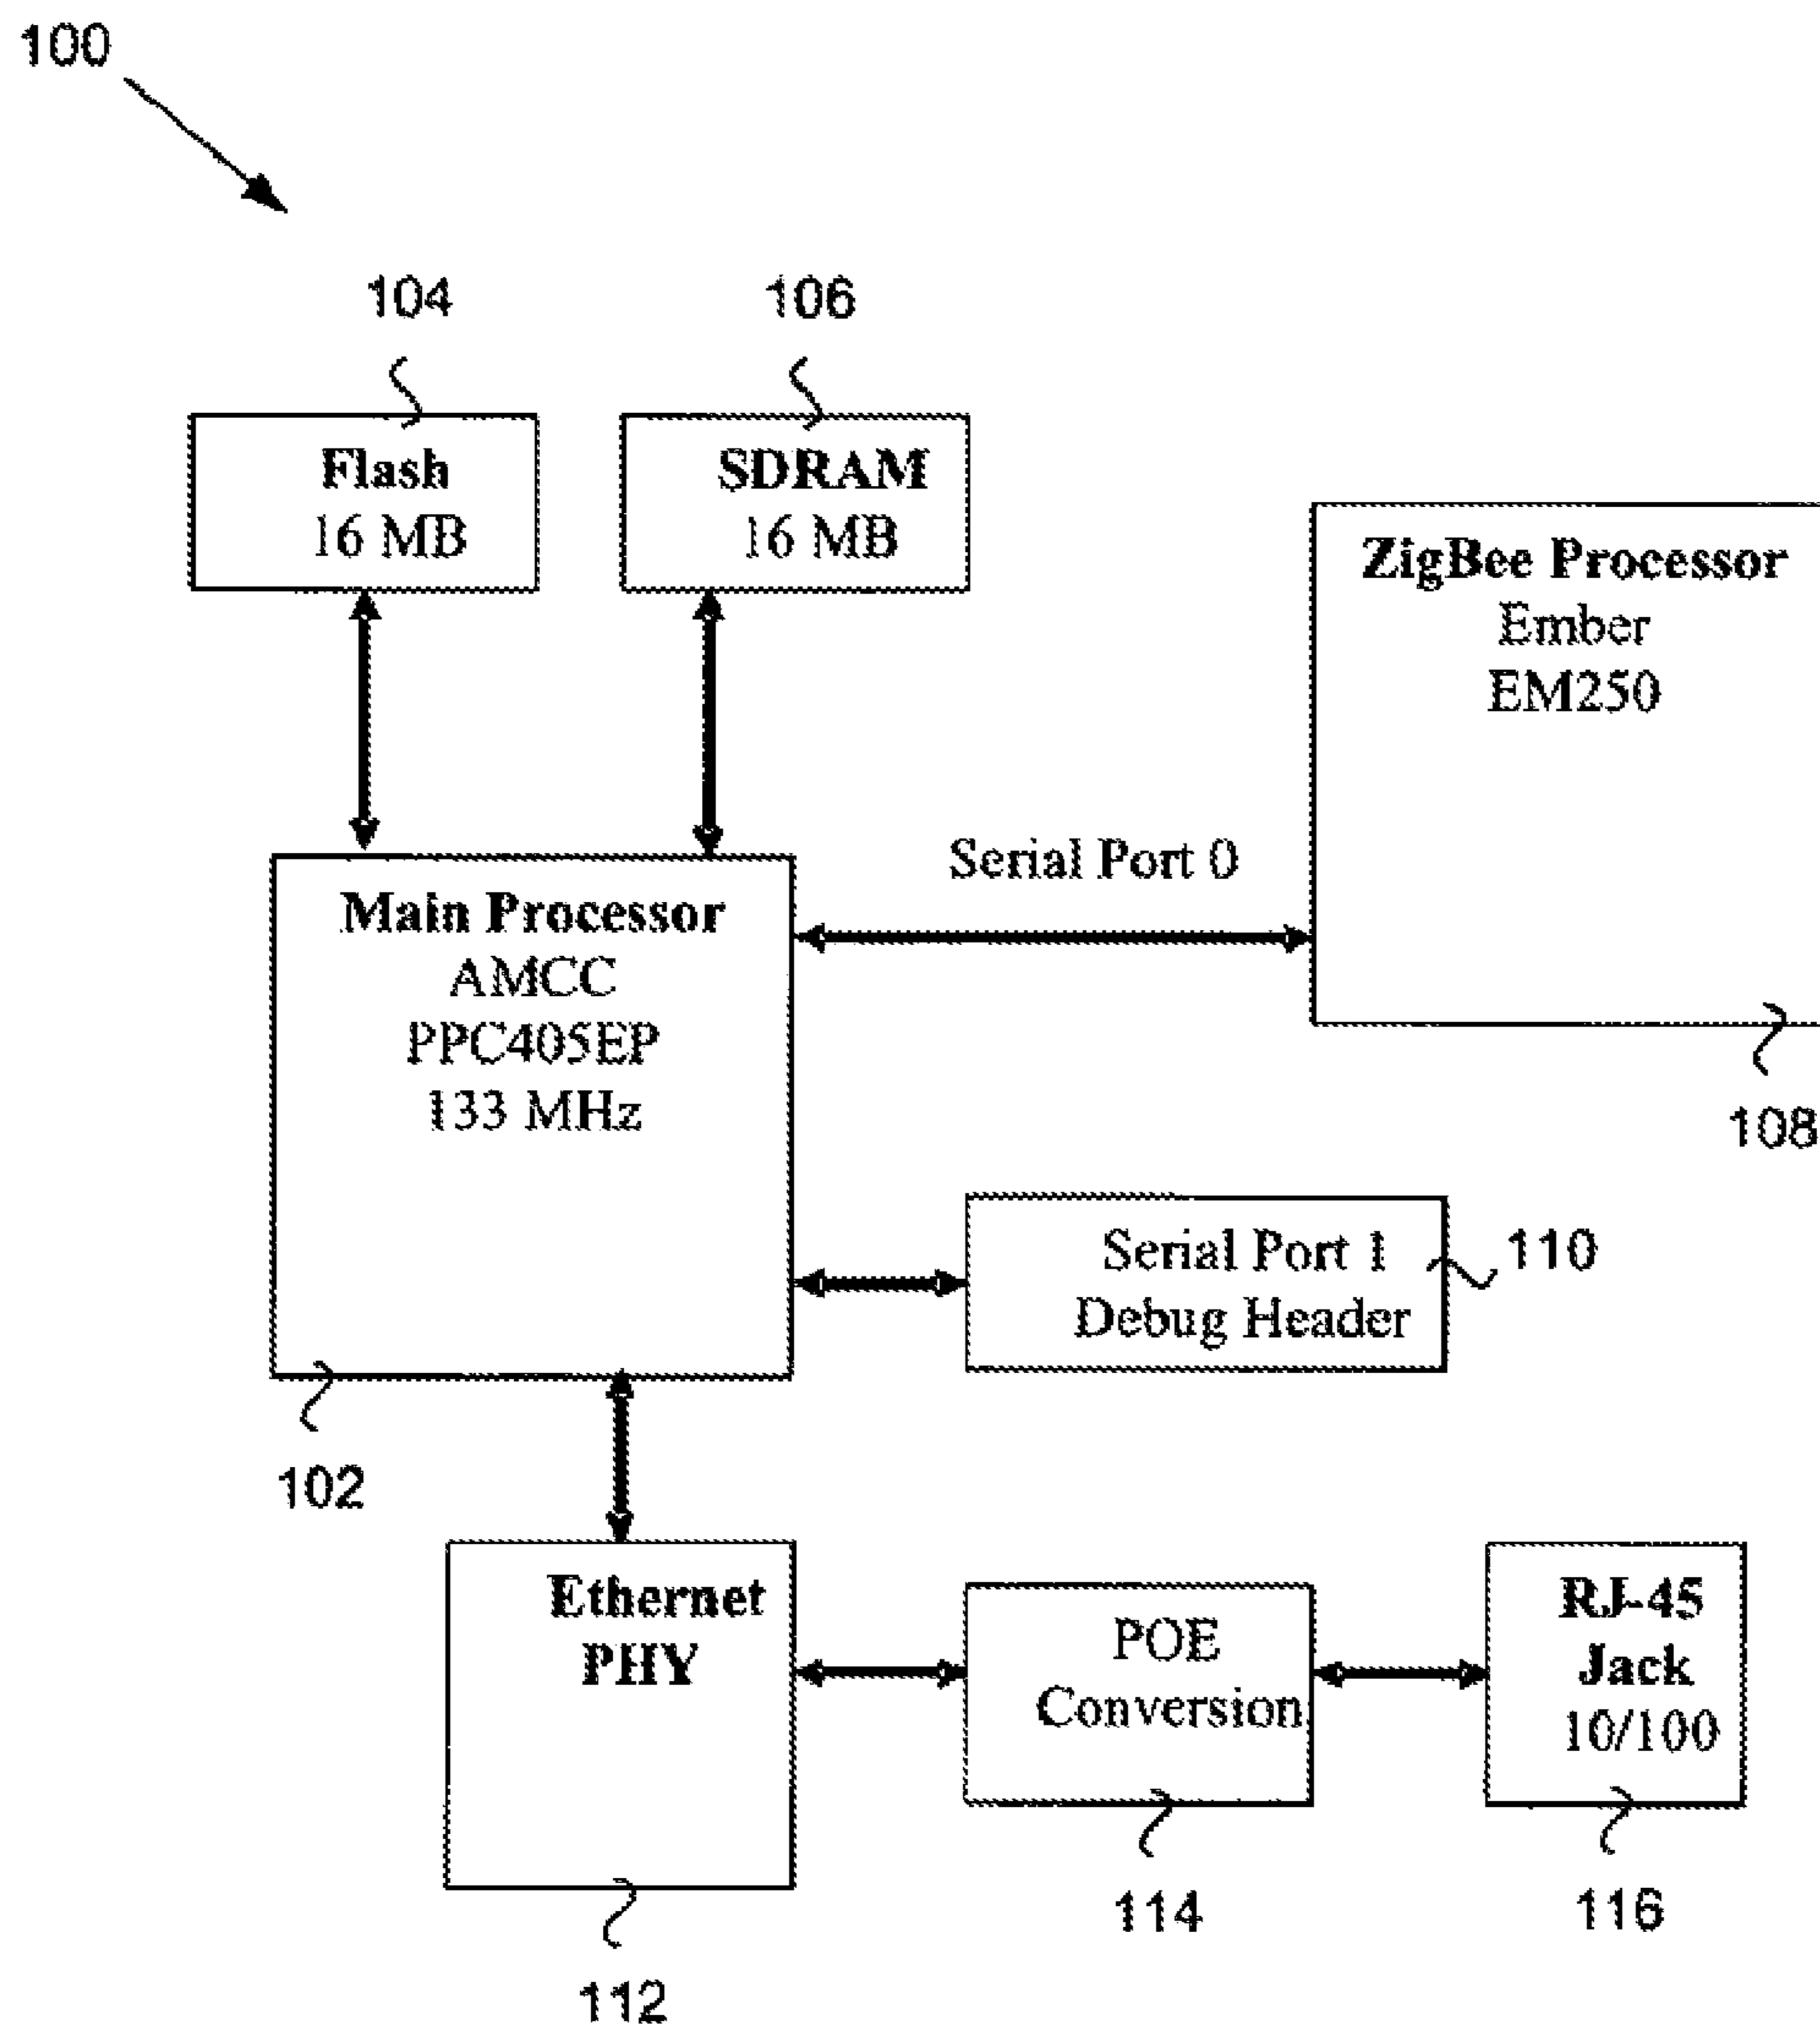 100
104
106
Flash
16 MB
SDRAM
16 MB
ZigBee Processor
Ember
EM250
Serial Port 0
Main Processor
AMCC
PPC405EP
133 MHz
108
Serial Port 1
Debug Header
110
102
Ethernet
PHY
POE
Conversion
RJ-45
Jack
10/100
114
116
112